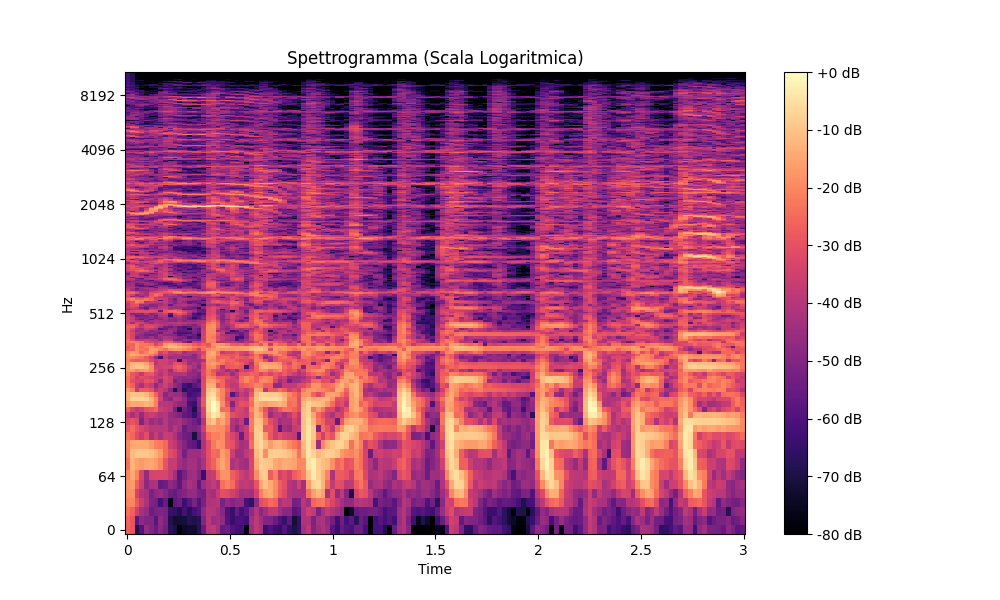 Spettrogramma (Scala Logaritmica)
Hz
8192
4096
2048
1024
512
256
128
64
0
0
0.5
1
1.5
2
2.5
3
Time
+0 dB
-10 dB
-20 dB
-30 dB
-40 dB
-50 dB
-60 dB
-70 dB
-80 dB